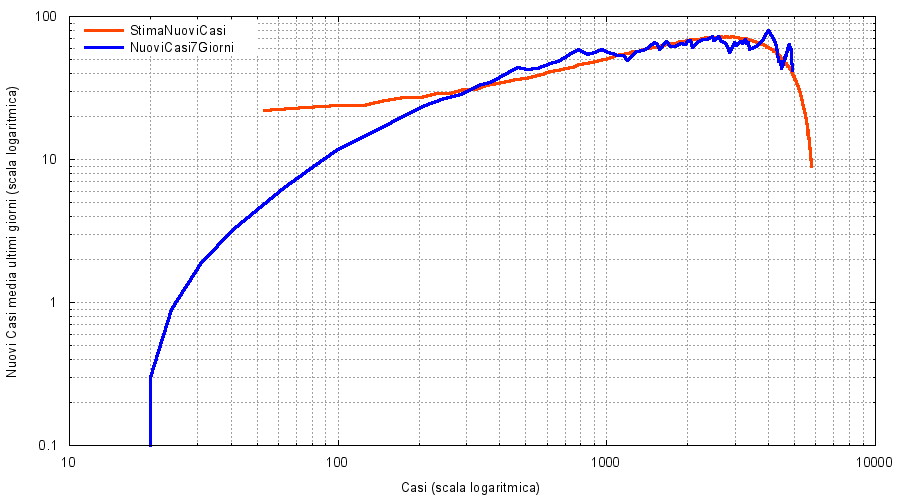 StimaNuoviCasi
NuoviCasi7Giorni
Nuovi Casi media ultimi giorni (scala logaritmica)
100
10
1
0.1
10 100 1000 10000
Casi (scala logaritmica)